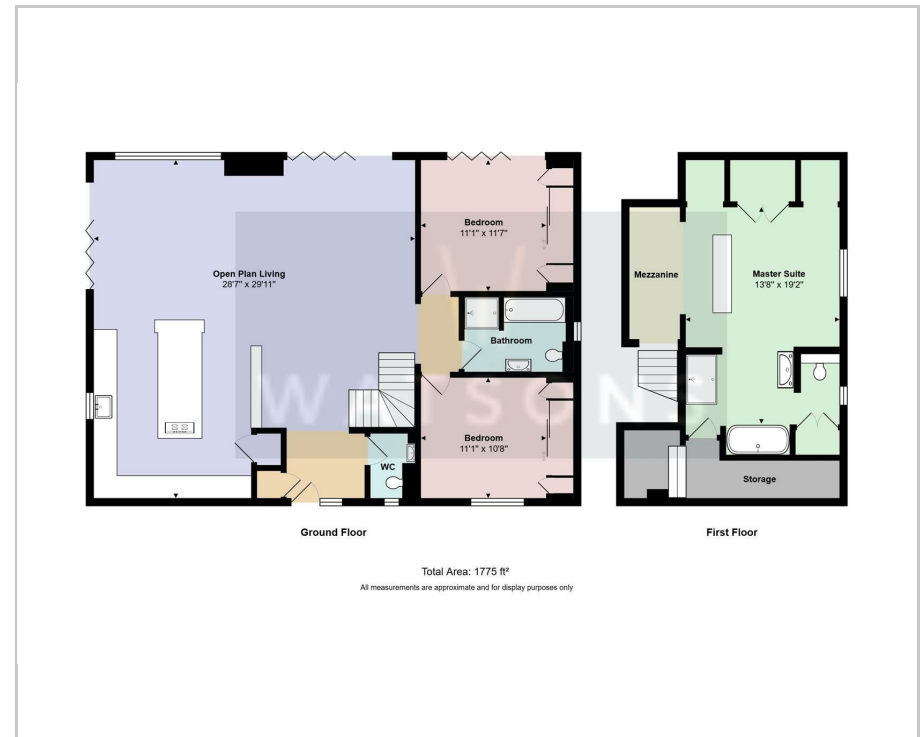 Open Plan Living
28'7" x 29'11"
Bedroom
11'1" x 11'7"
Bathroom
Bedroom
11'1" x 10'8"
WC
Ground Floor
Mezzanine
Master Suite
13'8" x 19'2"
Storage
First Floor
WATSONS
Total Area: 1775 ft²
All measurements are approximate and for display purposes only